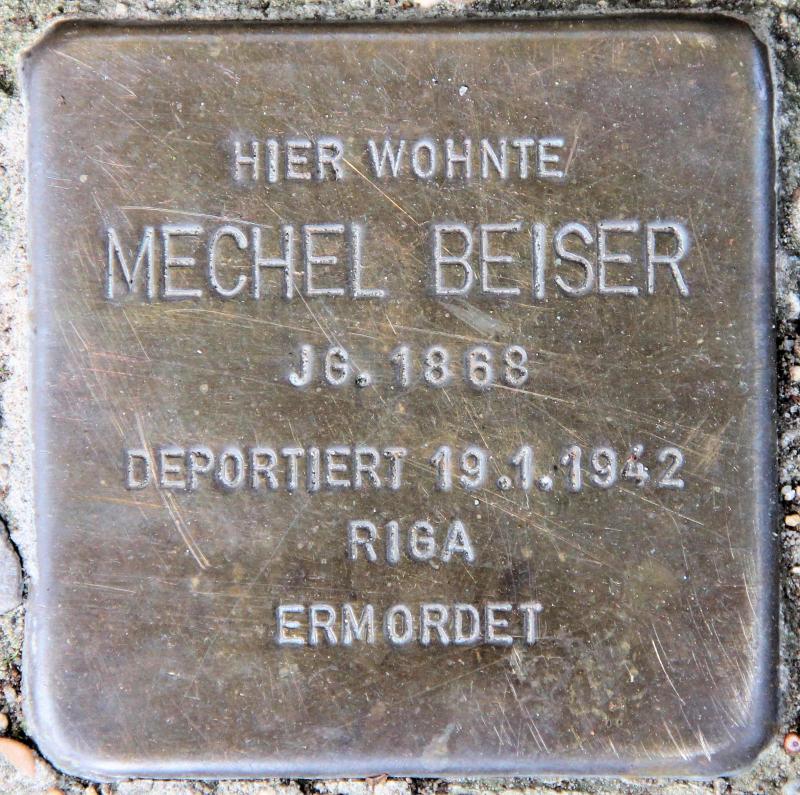 HIER WOHNTE
MECHEL BEISER
JG. 1868
DEPORTIERT 19.1.1942
RIGA
ERMORDET